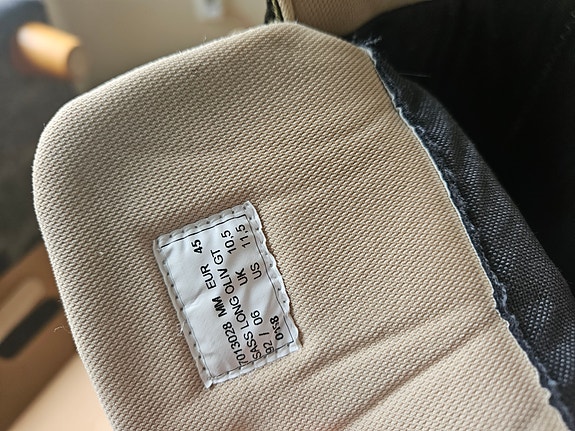 7013028 MM EUR 45
SASS LONG OLIV GT
92 / 06 UK 10,5
US 11,5